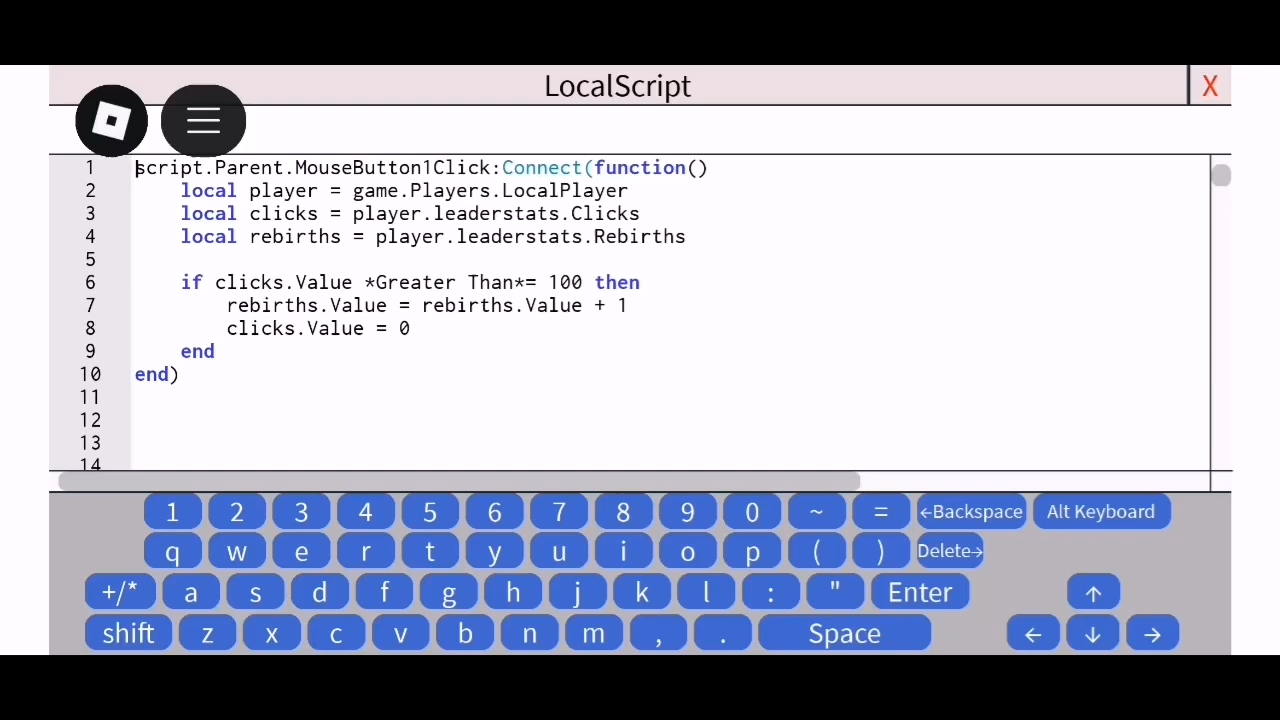 LocalScript
X
1 script.Parent.MouseButton1Click:Connect(function()
2 local player = game.Players.LocalPlayer
3 local clicks = player.leaderstats.Clicks
4 local rebirths = player.leaderstats.Rebirths
5
6 if clicks.Value *Greater Than*= 100 then
7 rebirths.Value = rebirths.Value + 1
8 clicks.Value = 0
9 end
10 end)
11
12
13
14
1 2 3 4 5 6 7 8 9 0 ~ = ←Backspace Alt Keyboard
q w e r t y u i o p ( ) Delete→
+/* a s d f g h j k l : " Enter ↑
shift z x c v b n m , . Space ← ↓ →